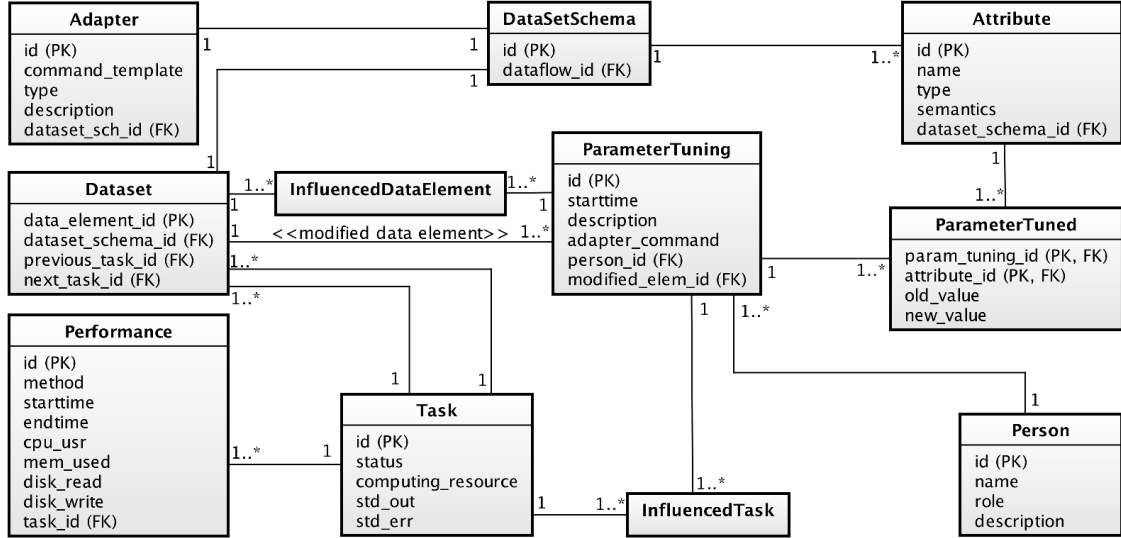 Adapter
id (PK)
command_template
type
description
dataset_sch_id (FK)
1
1
DataSetSchema
id (PK)
dataflow_id (FK)
1
1..*
Attribute
id (PK)
name
type
semantics
dataset_schema_id (FK)
1
1
1
1..*
Dataset
data_element_id (PK)
dataset_schema_id (FK)
previous_task_id (FK)
next_task_id (FK)
1..*
1
InfluencedDataElement
1..*
1
1
<<modified data element>>
1..*
1..*
1..*
ParameterTuning
id (PK)
starttime
description
adapter_command
person_id (FK)
modified_elem_id (FK)
1
1..*
ParameterTuned
param_tuning_id (PK, FK)
attribute_id (PK, FK)
old_value
new_value
1
1..*
1
1
1
Performance
id (PK)
method
starttime
endtime
cpu_usr
mem_used
disk_read
disk_write
task_id (FK)
1..*
1
Task
id (PK)
status
computing_resource
std_out
std_err
1
1..*
1..*
InfluencedTask
Person
id (PK)
name
role
description